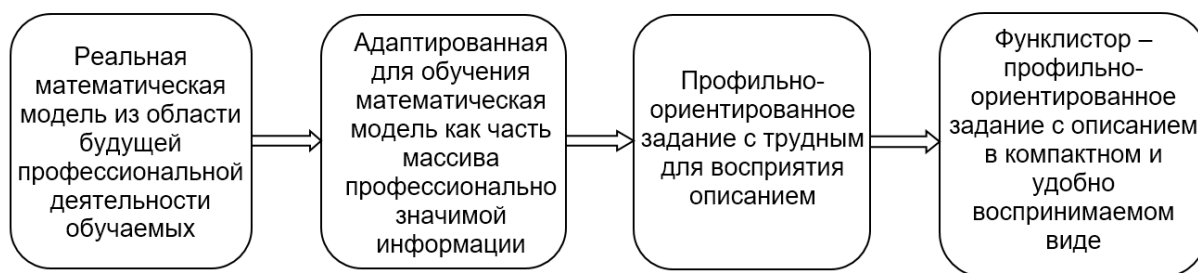 Реальная
математическая
модель из области
будущей
профессиональной
деятельности
обучаемых
Адаптированная
для обучения
математическая
модель как часть
массива
профессионально
значимой
информации
Профильно-
ориентированное
задание с трудным
для восприятия
описанием
Функлистор –
профильно-
ориентированное
задание с описанием
в компактном и
удобно
воспринимаемом
виде